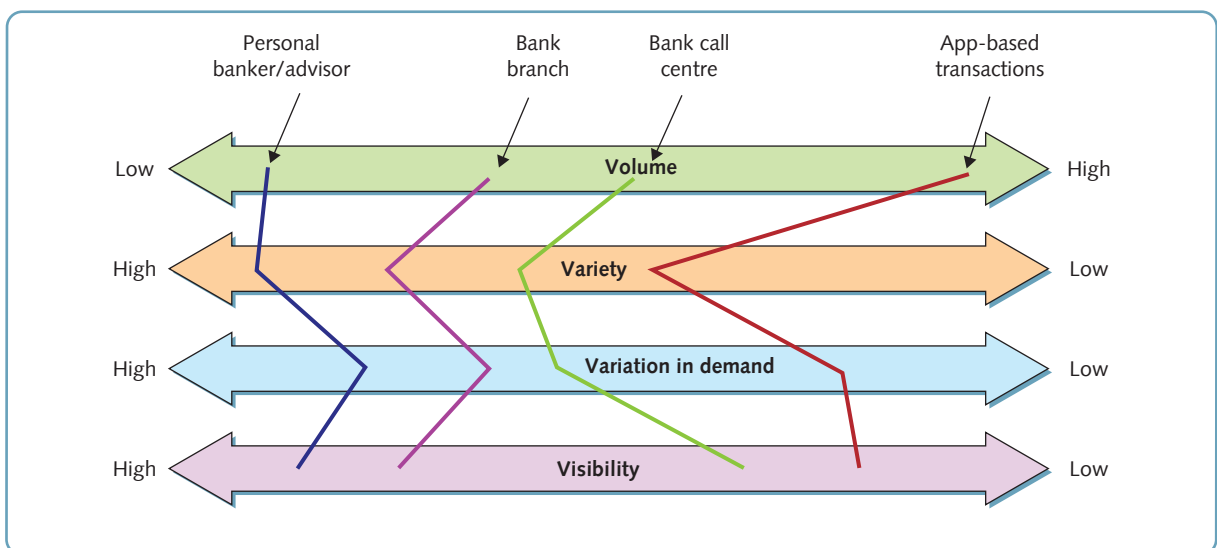 Personal
banker/advisor
Bank
branch
Bank call
centre
App-based
transactions
Low
Volume
High
High
Variety
Low
High
Variation in demand
Low
High
Visibility
Low